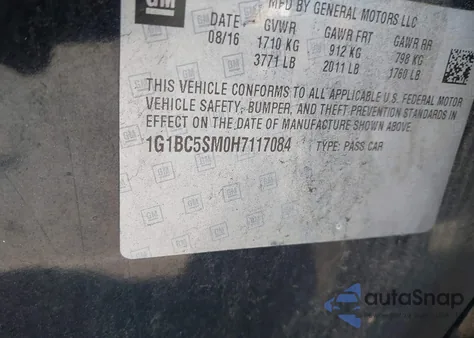 GM
MFD BY GENERAL MOTORS LLC
DATE GVWR GAWR FRT GAWR RR
08/16 1710 KG 912 KG 798 KG
3771 LB 2011 LB 1760 LB
THIS VEHICLE CONFORMS TO ALL APPLICABLE U.S. FEDERAL MOTOR
VEHICLE SAFETY, BUMPER, AND THEFT PREVENTION STANDARDS IN
EFFECT ON THE DATE OF MANUFACTURE SHOWN ABOVE.
1G1BC5SM0H7117084 TYPE: PASS CAR
autoSnap